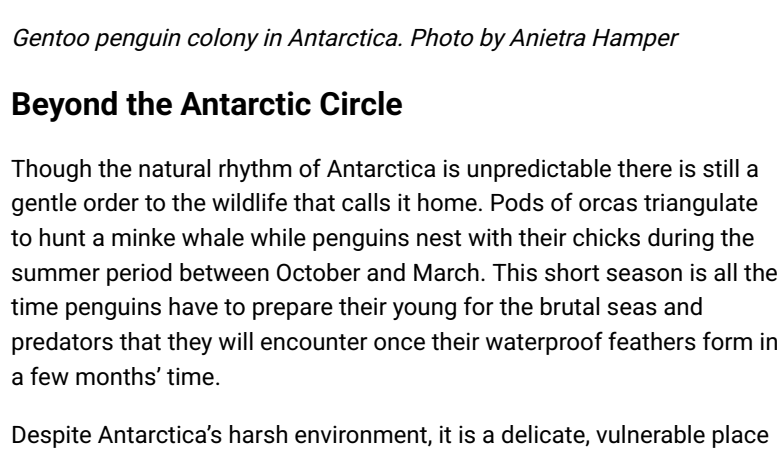 Gentoo penguin colony in Antarctica. Photo by Anietra Hamper
Beyond the Antarctic Circle
Though the natural rhythm of Antarctica is unpredictable there is still a
gentle order to the wildlife that calls it home. Pods of orcas triangulate
to hunt a minke whale while penguins nest with their chicks during the
summer period between October and March. This short season is all the
time penguins have to prepare their young for the brutal seas and
predators that they will encounter once their waterproof feathers form in
a few months’ time.
Despite Antarctica’s harsh environment, it is a delicate, vulnerable place